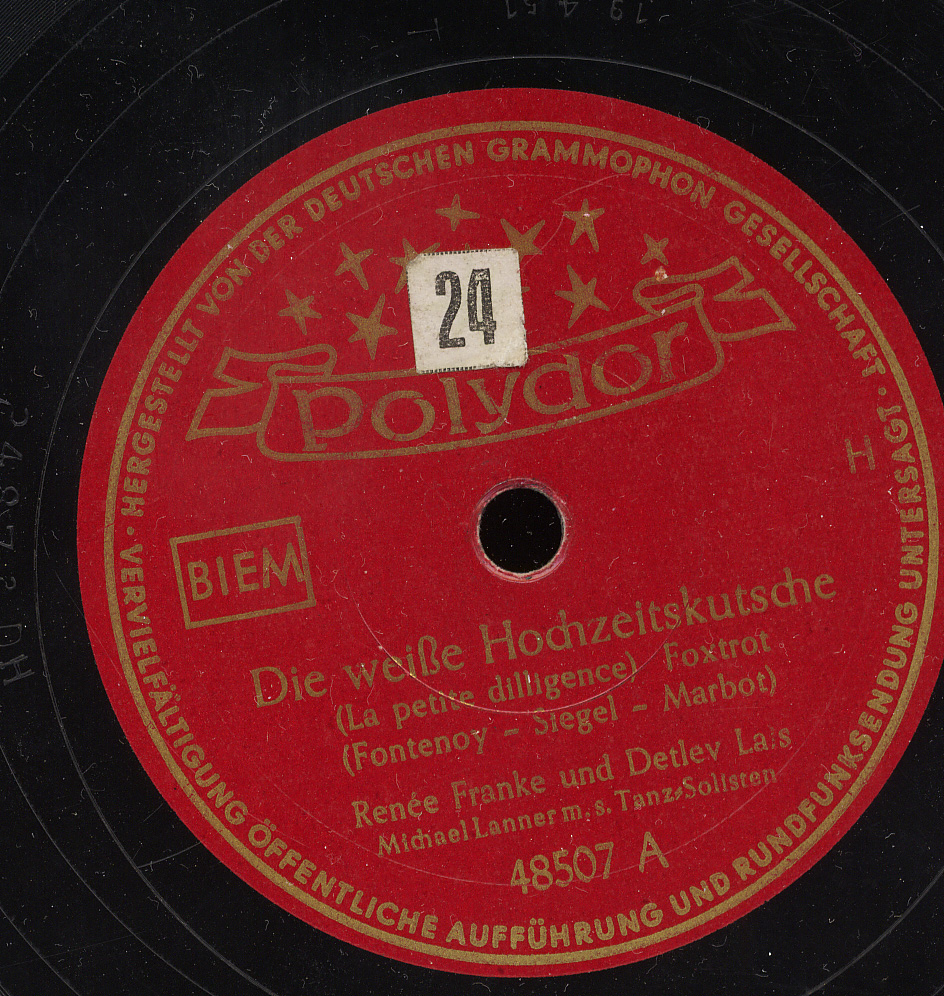 HERGESTELLT VON DER DEUTSCHEN GRAMMOPHON GESELLSCHAFT · VERVIELFÄLTIGUNG ÖFFENTLICHE AUFFÜHRUNG UND RUNDFUNKSENDUNG UNTERSAGT ·
24
Polydor
H
BIEM
Die weiße Hochzeitskutsche
(La petite dilligence) Foxtrot
(Fontenoy – Siegel – Marbot)
Renée Franke und Detlev Lais
Michael Lanner m. s. Tanz-Solisten
48507 A